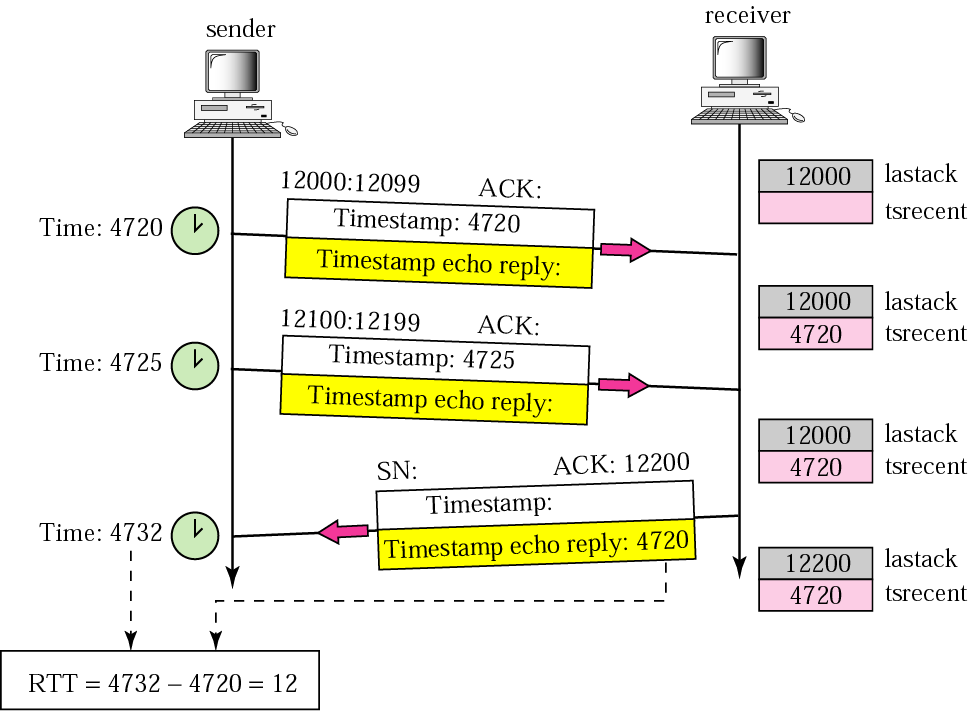 sender
receiver
12000:12099 ACK:
Time: 4720
Timestamp: 4720
Timestamp echo reply:
12000 lastack
tsrecent
12100:12199 ACK:
Time: 4725
Timestamp: 4725
Timestamp echo reply:
12000 lastack
4720 tsrecent
12000 lastack
4720 tsrecent
SN: ACK: 12200
Time: 4732
Timestamp:
Timestamp echo reply: 4720
12200 lastack
4720 tsrecent
RTT = 4732 – 4720 = 12